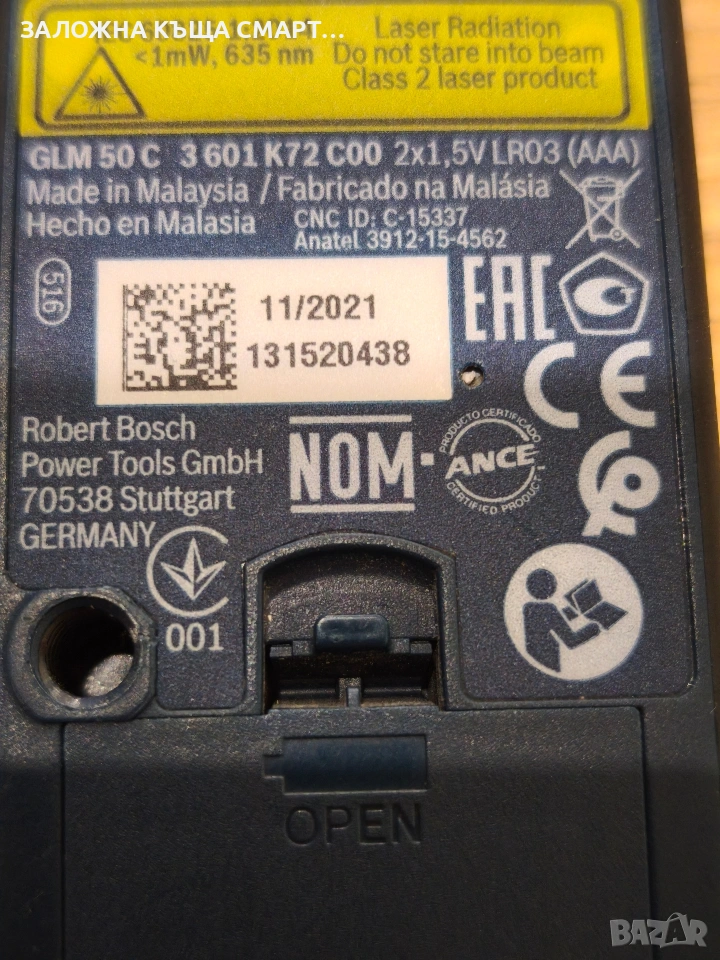 ЗАЛОЖНА КЪЩА СМАРТ...
Laser Radiation
<1mW, 635 nm Do not stare into beam
Class 2 laser product
GLM 50 C 3 601 K72 C00 2x1,5V LR03 (AAA)
Made in Malaysia / Fabricado na Malásia
Hecho en Malasia CNC ID: C-15337
Anatel 3912-15-4562
516
11/2021
131520438
EAC
CE
Robert Bosch
Power Tools GmbH
70538 Stuttgart
GERMANY
NOM
PRODUCTO CERTIFICADO
ANCE
CERTIFIED PRODUCT
001
OPEN
BAZAR